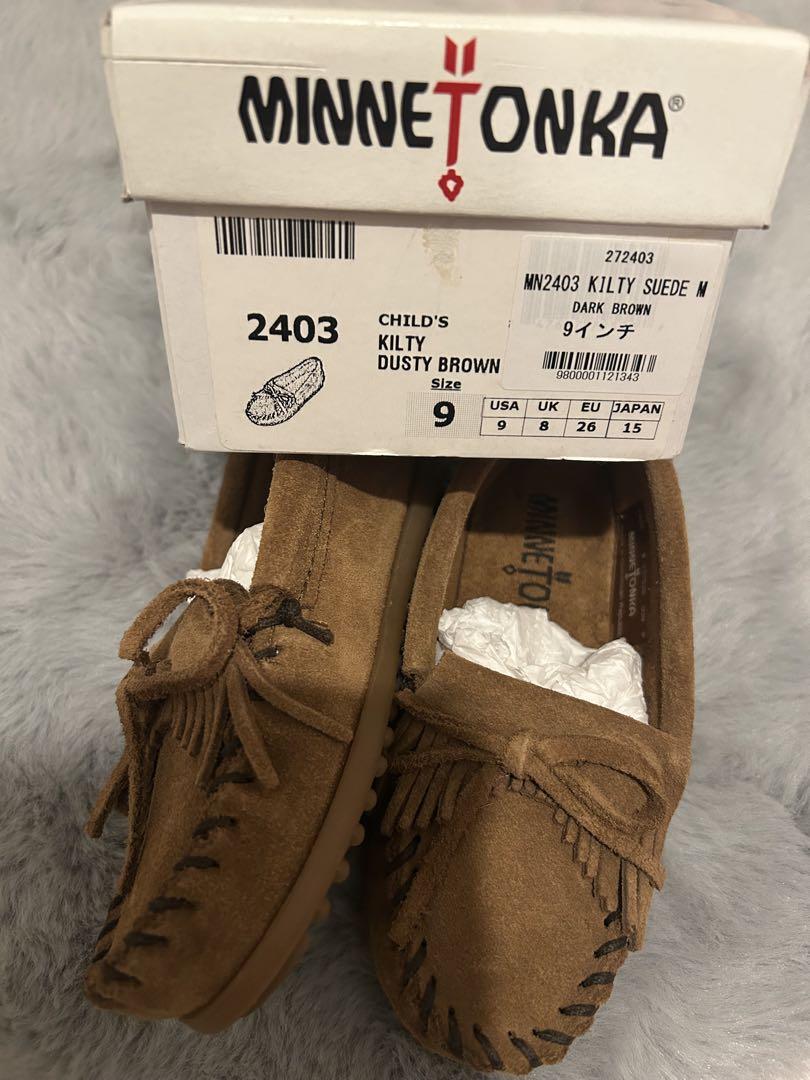 MINNETONKA®
272403
MN2403 KILTY SUEDE M
DARK BROWN
9インチ
9800001121343
2403
CHILD'S
KILTY
DUSTY BROWN
Size
9
USA UK EU JAPAN
9 8 26 15
MINNETO
MINNETONKA